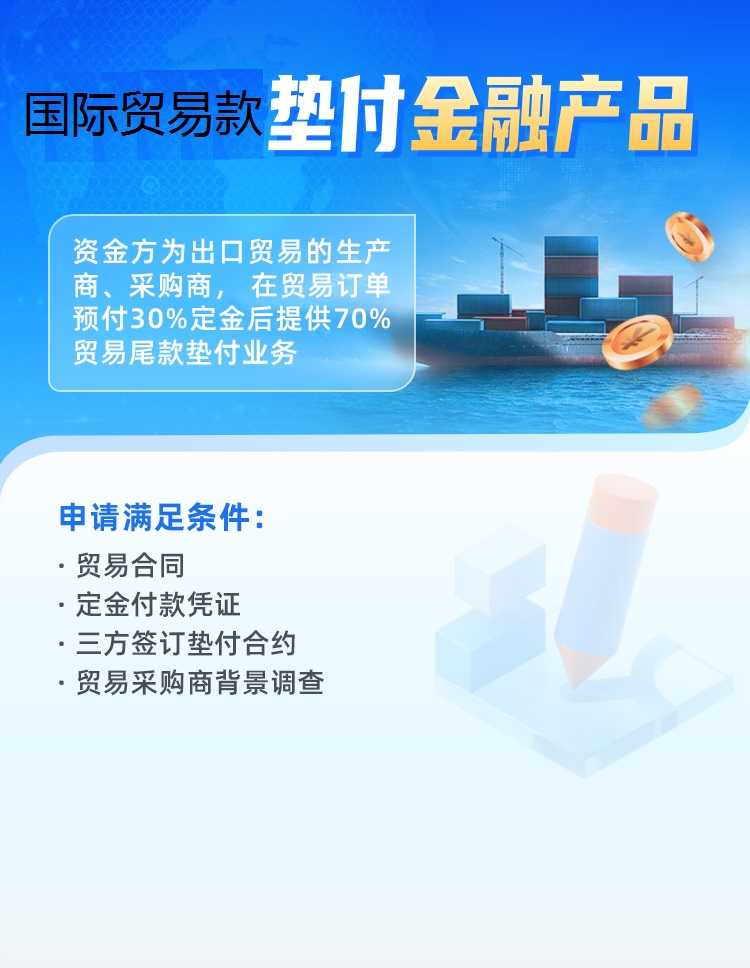 国际贸易款垫付金融产品
资金方为出口贸易的生产
商、采购商， 在贸易订单
预付30%定金后提供70%
贸易尾款垫付业务
申请满足条件：
· 贸易合同
· 定金付款凭证
· 三方签订垫付合约
· 贸易采购商背景调查